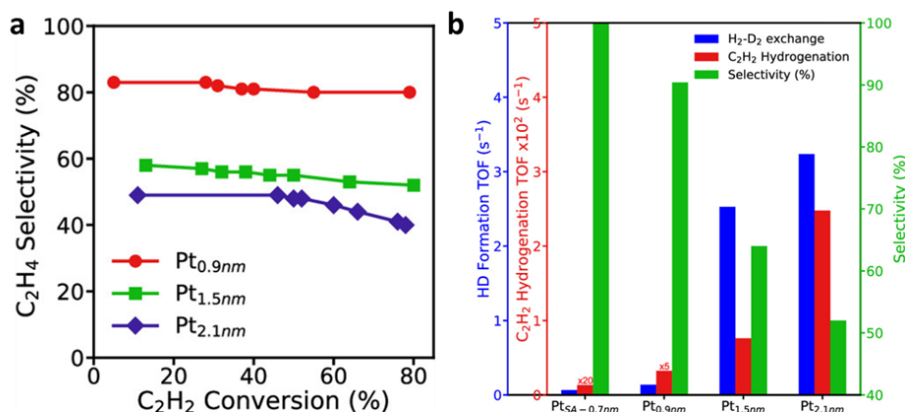 a
C₂H₄ Selectivity (%)
100
80
60
40
20
0
Pt0.9nm
Pt1.5nm
Pt2.1nm
0 20 40 60 80
C₂H₂ Conversion (%)
b
HD Formation TOF (s⁻¹)
5
4
3
2
1
0
C₂H₂ Hydrogenation TOF x10² (s⁻¹)
5
4
3
2
1
0
H₂-D₂ exchange
C₂H₂ Hydrogenation
Selectivity (%)
x20
x5
PtSA−0.7nm Pt0.9nm Pt1.5nm Pt2.1nm
100
90
80
70
60
50
40
Selectivity (%)